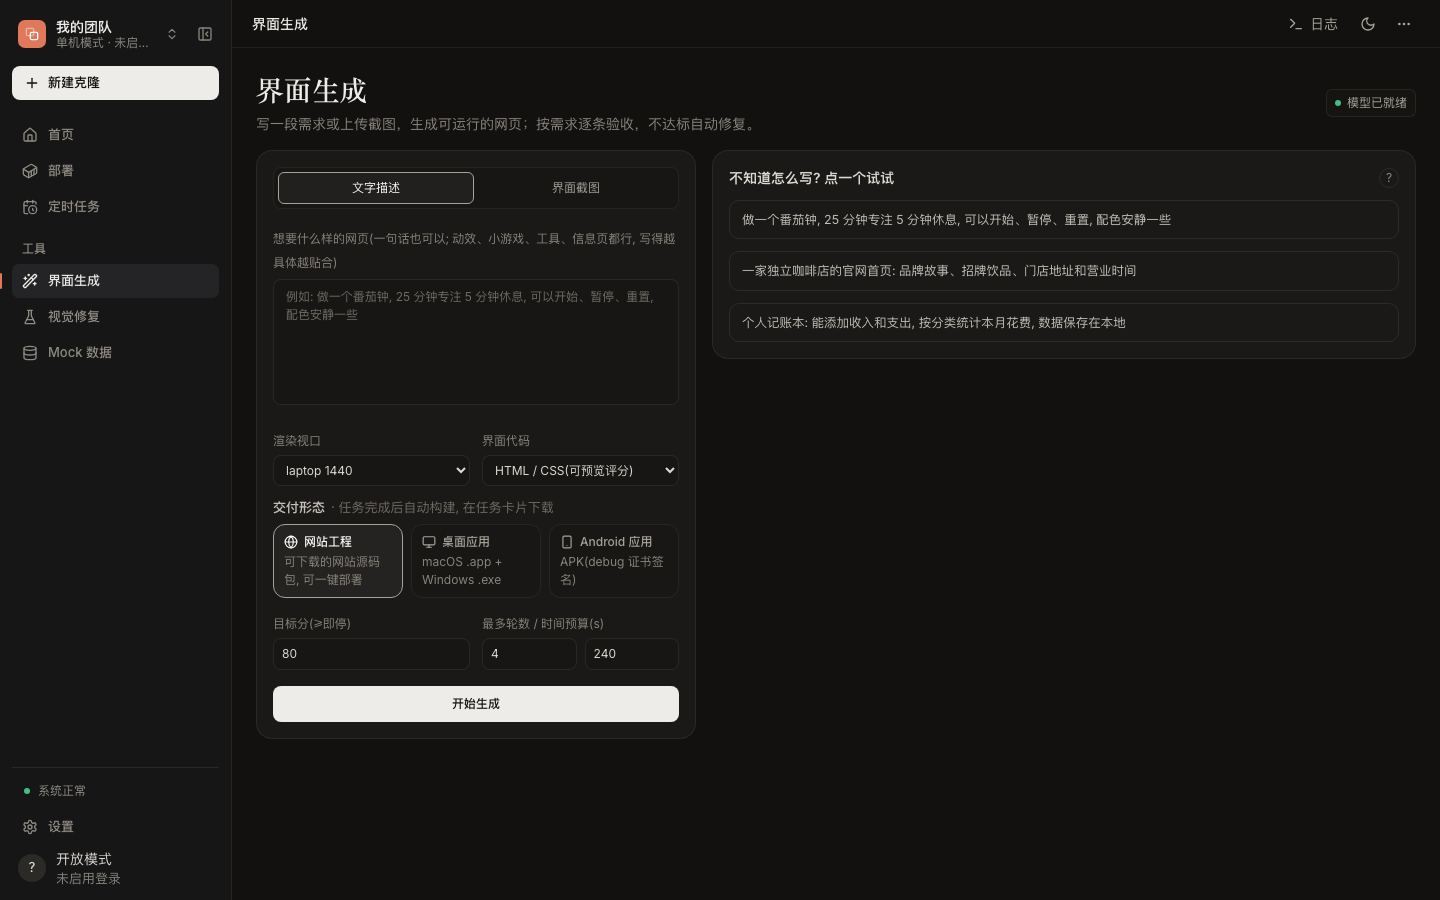 我的团队
单机模式 · 未启...
新建克隆
首页
部署
定时任务
工具
界面生成
视觉修复
Mock 数据
系统正常
设置
?
开放模式
未启用登录
界面生成
日志
界面生成
写一段需求或上传截图，生成可运行的网页；按需求逐条验收，不达标自动修复。
模型已就绪
文字描述
界面截图
想要什么样的网页(一句话也可以; 动效、小游戏、工具、信息页都行, 写得越
具体越贴合)
例如: 做一个番茄钟, 25 分钟专注 5 分钟休息, 可以开始、暂停、重置,
配色安静一些
渲染视口
界面代码
laptop 1440
HTML / CSS(可预览评分)
交付形态 · 任务完成后自动构建, 在任务卡片下载
网站工程
可下载的网站源码
包, 可一键部署
桌面应用
macOS .app +
Windows .exe
Android 应用
APK(debug 证书签
名)
目标分(≥即停)
最多轮数 / 时间预算(s)
80
4
240
开始生成
不知道怎么写? 点一个试试
?
做一个番茄钟, 25 分钟专注 5 分钟休息, 可以开始、暂停、重置, 配色安静一些
一家独立咖啡店的官网首页: 品牌故事、招牌饮品、门店地址和营业时间
个人记账本: 能添加收入和支出, 按分类统计本月花费, 数据保存在本地